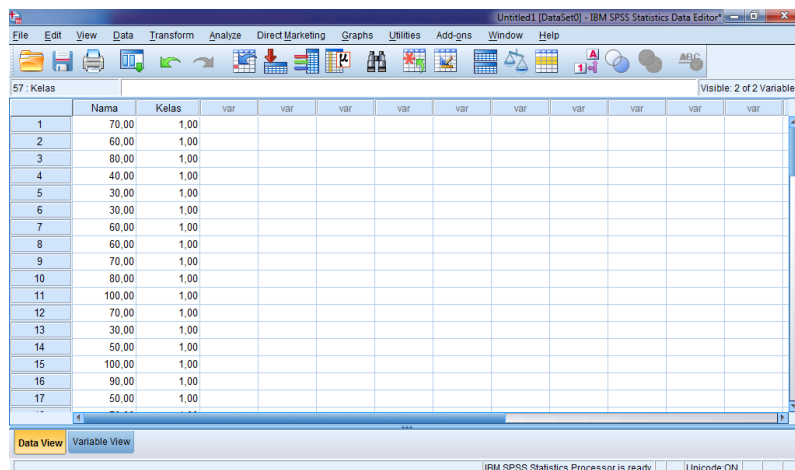 Untitled1 [DataSet0] - IBM SPSS Statistics Data Editor
File Edit View Data Transform Analyze Direct Marketing Graphs Utilities Add-ons Window Help
57 : Kelas Visible: 2 of 2 Variable
Nama Kelas var var var var var var var var var var
1 70,00 1,00
2 60,00 1,00
3 80,00 1,00
4 40,00 1,00
5 30,00 1,00
6 30,00 1,00
7 60,00 1,00
8 60,00 1,00
9 70,00 1,00
10 80,00 1,00
11 100,00 1,00
12 70,00 1,00
13 30,00 1,00
14 50,00 1,00
15 100,00 1,00
16 90,00 1,00
17 50,00 1,00
Data View Variable View
IBM SPSS Statistics Processor is ready Unicode:ON